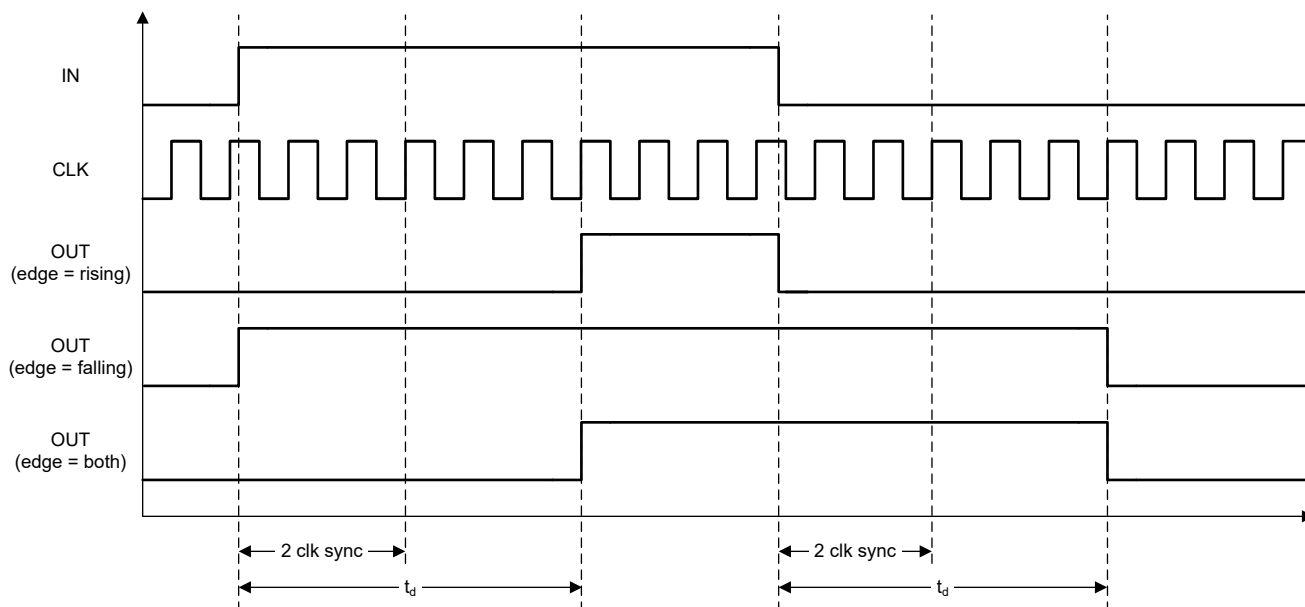 IN
CLK
OUT
(edge = rising)
OUT
(edge = falling)
OUT
(edge = both)
2 clk sync
2 clk sync
td
td